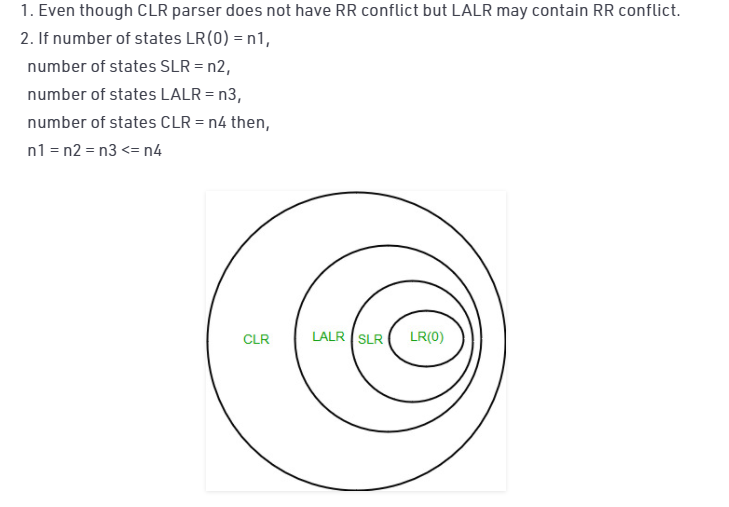 1. Even though CLR parser does not have RR conflict but LALR may contain RR conflict.
2. If number of states LR(0) = n1,
number of states SLR = n2,
number of states LALR = n3,
number of states CLR = n4 then,
n1 = n2 = n3 <= n4
CLR LALR SLR LR(0)